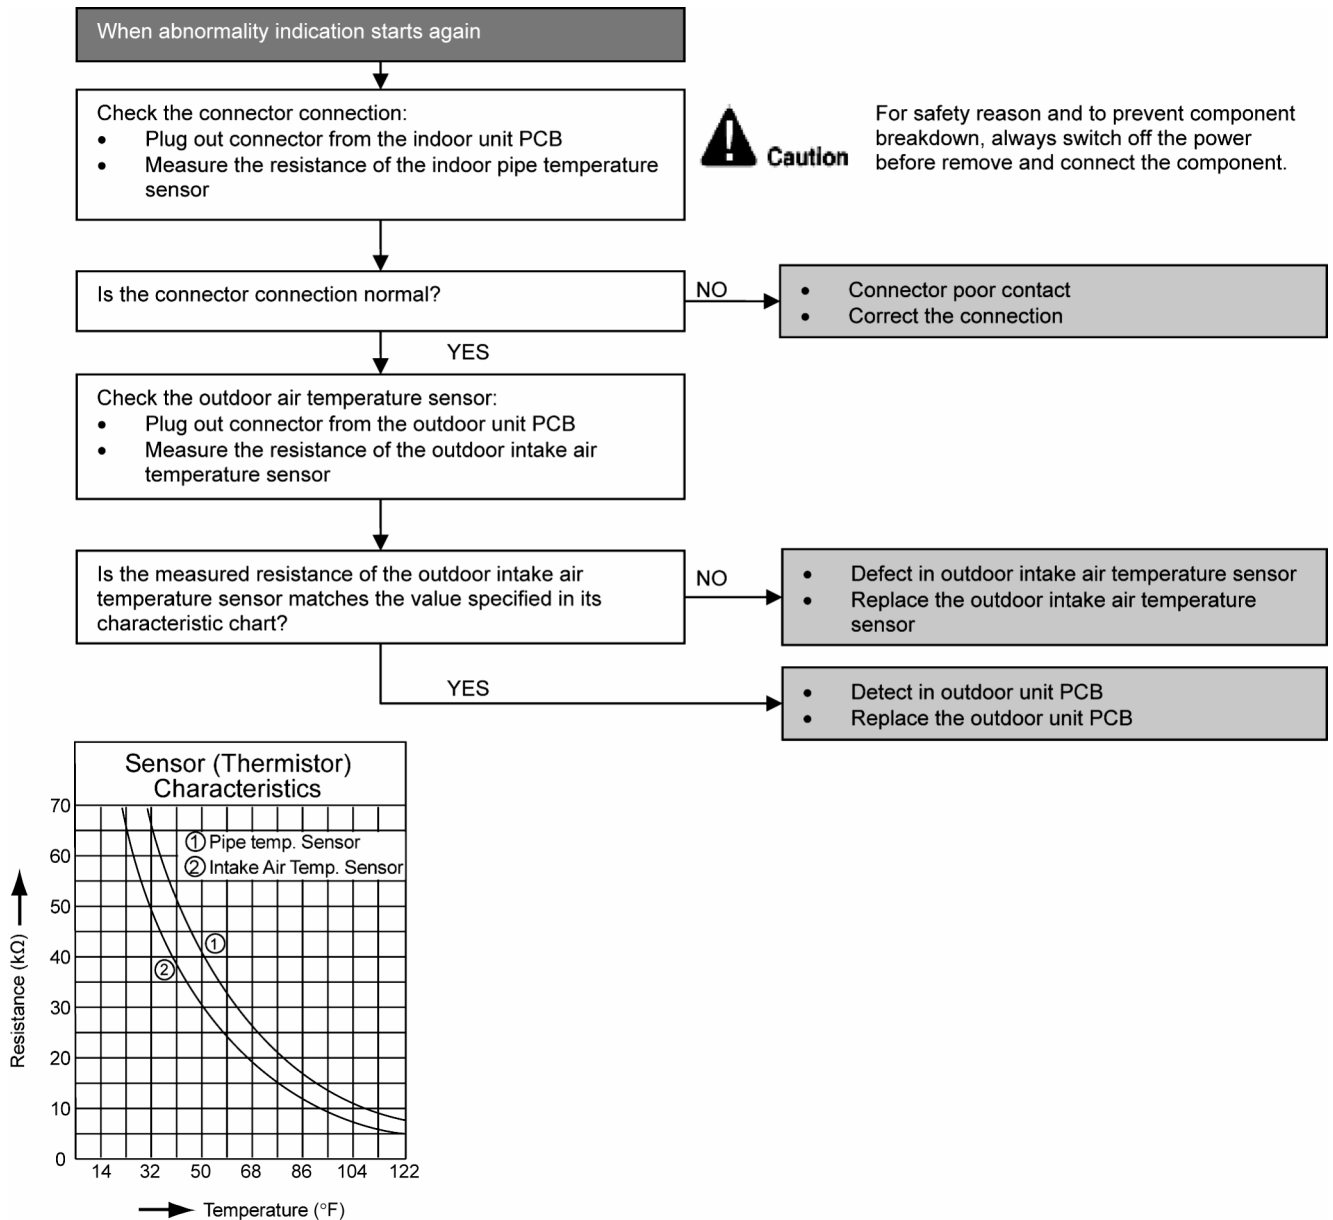 When abnormality indication starts again
Check the connector connection:
• Plug out connector from the indoor unit PCB
• Measure the resistance of the indoor pipe temperature
sensor
Caution
For safety reason and to prevent component
breakdown, always switch off the power
before remove and connect the component.
Is the connector connection normal?
NO
• Connector poor contact
• Correct the connection
YES
Check the outdoor air temperature sensor:
• Plug out connector from the outdoor unit PCB
• Measure the resistance of the outdoor intake air
temperature sensor
Is the measured resistance of the outdoor intake air
temperature sensor matches the value specified in its
characteristic chart?
NO
• Defect in outdoor intake air temperature sensor
• Replace the outdoor intake air temperature
sensor
YES
• Detect in outdoor unit PCB
• Replace the outdoor unit PCB
Sensor (Thermistor)
Characteristics
① Pipe temp. Sensor
② Intake Air Temp. Sensor
①
②
Resistance (kΩ)
70
60
50
40
30
20
10
0
14 32 50 68 86 104 122
Temperature (°F)